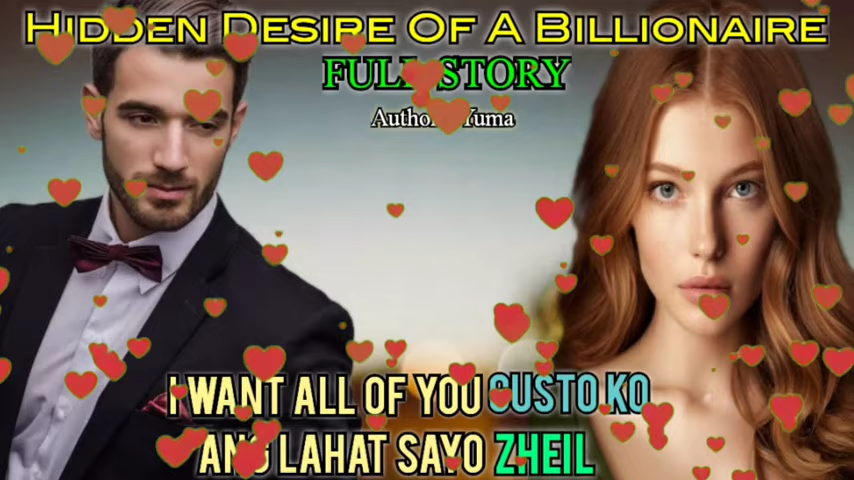 HIDDEN DESIRE OF A BILLIONAIRE
FULL STORY
Author: Yuma
I WANT ALL OF YOU GUSTO KO
ANG LAHAT SAYO ZHEIL